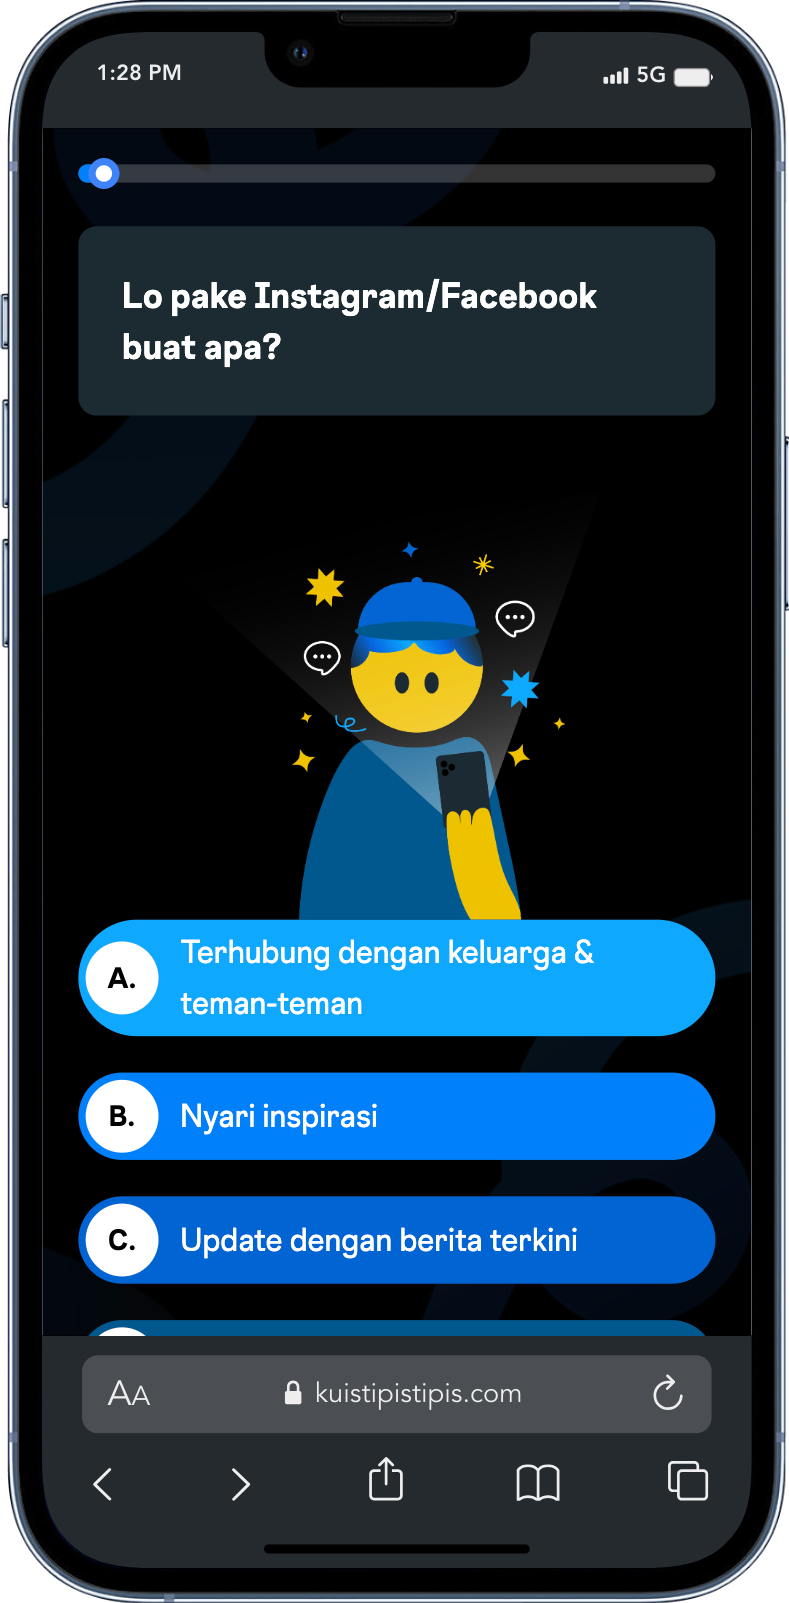 1:28 PM
5G
Lo pake Instagram/Facebook
buat apa?
A.
Terhubung dengan keluarga &
teman-teman
B.
Nyari inspirasi
C.
Update dengan berita terkini
AA
kuistipistipis.com